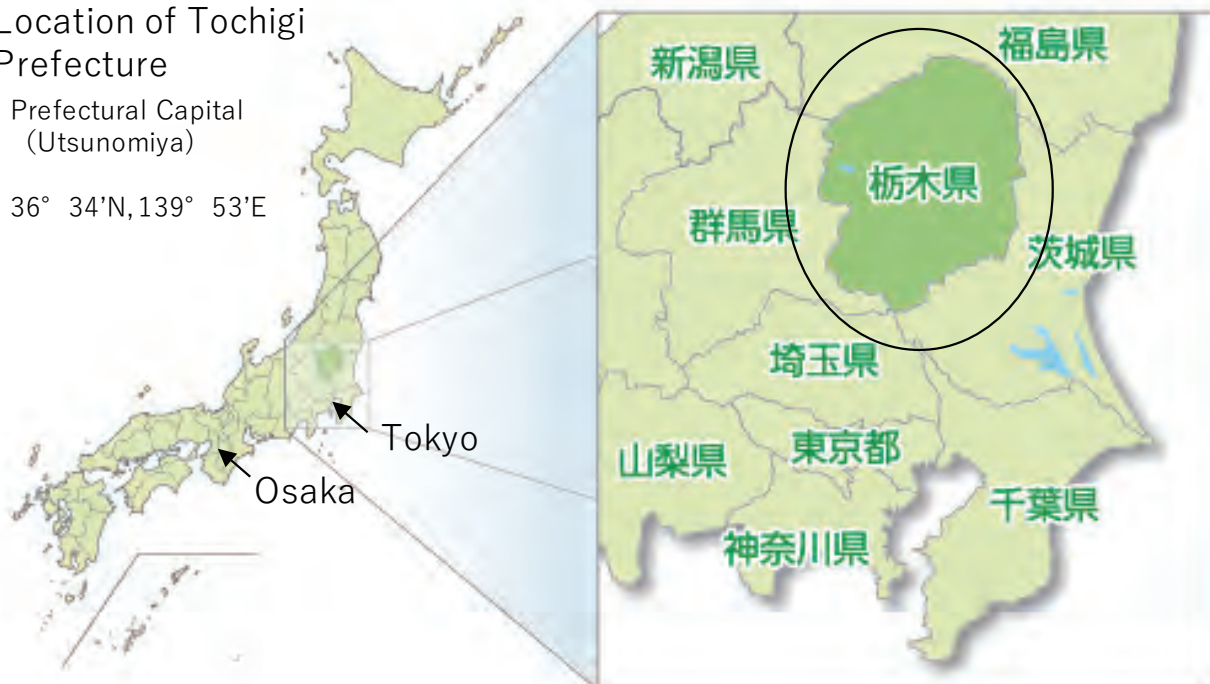 Location of Tochigi
Prefecture
Prefectural Capital
(Utsunomiya)
36° 34’N, 139° 53’E
Tokyo
Osaka
新潟県
福島県
栃木県
群馬県
茨城県
埼玉県
山梨県
東京都
千葉県
神奈川県